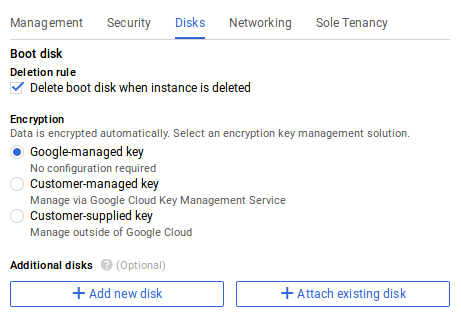 Management Security Disks Networking Sole Tenancy
Boot disk
Deletion rule
Delete boot disk when instance is deleted
Encryption
Data is encrypted automatically. Select an encryption key management solution.
Google-managed key
No configuration required
Customer-managed key
Manage via Google Cloud Key Management Service
Customer-supplied key
Manage outside of Google Cloud
Additional disks ? (Optional)
+ Add new disk + Attach existing disk